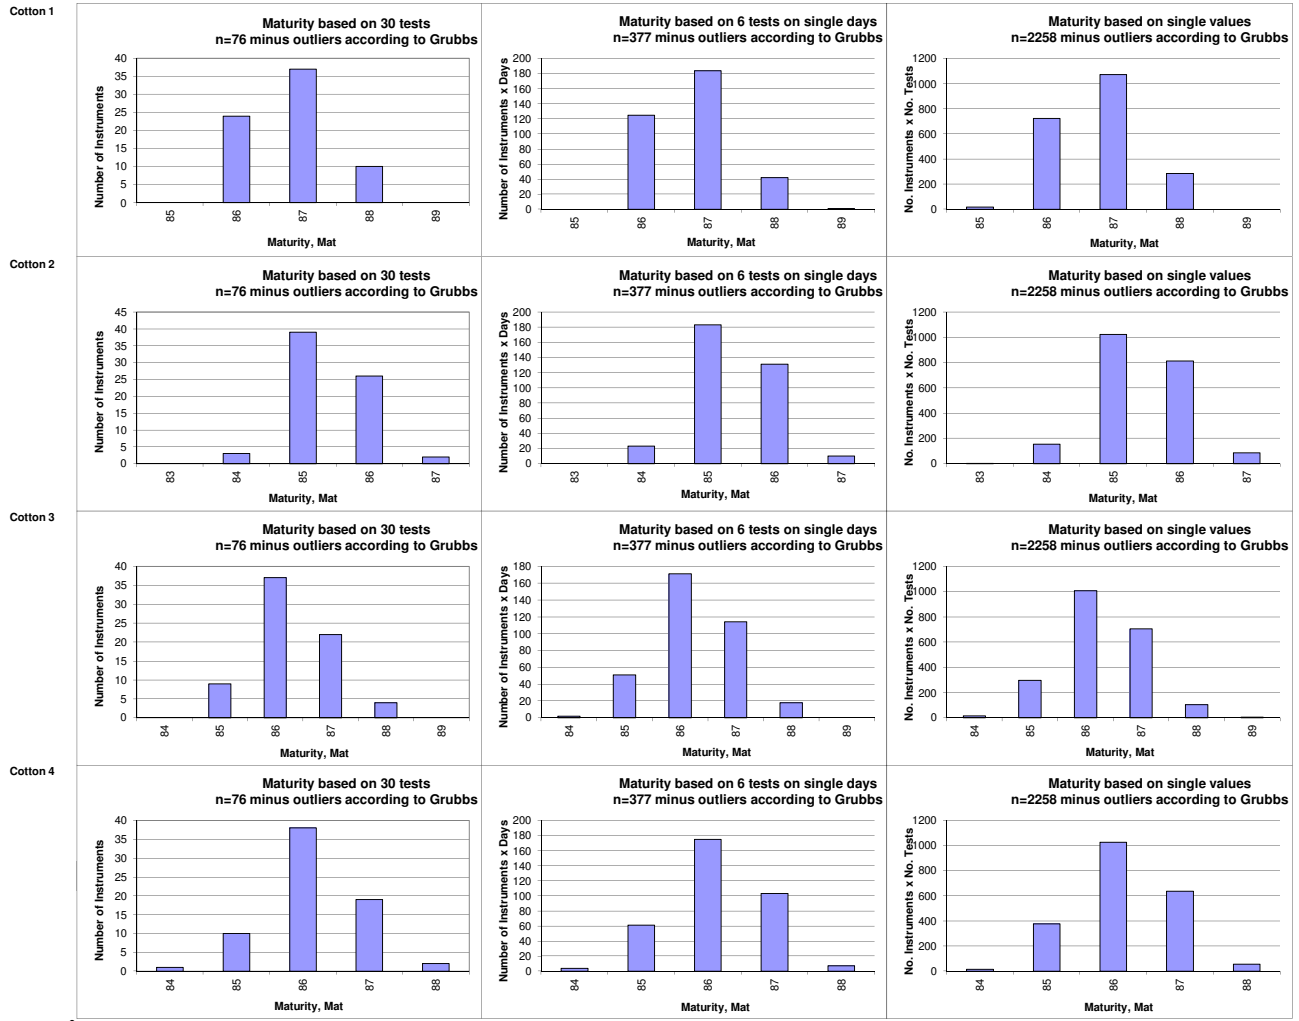 Cotton 1
Maturity based on 30 tests
n=76 minus outliers according to Grubbs
Number of Instruments
40
35
30
25
20
15
10
5
0
85 86 87 88 89
Maturity, Mat
Maturity based on 6 tests on single days
n=377 minus outliers according to Grubbs
Number of Instruments x Days
200
180
160
140
120
100
80
60
40
20
0
85 86 87 88 89
Maturity, Mat
Maturity based on single values
n=2258 minus outliers according to Grubbs
No. Instruments x No. Tests
1200
1000
800
600
400
200
0
85 86 87 88 89
Maturity, Mat
Cotton 2
Maturity based on 30 tests
n=76 minus outliers according to Grubbs
Number of Instruments
45
40
35
30
25
20
15
10
5
0
83 84 85 86 87
Maturity, Mat
Maturity based on 6 tests on single days
n=377 minus outliers according to Grubbs
Number of Instruments x Days
200
180
160
140
120
100
80
60
40
20
0
83 84 85 86 87
Maturity, Mat
Maturity based on single values
n=2258 minus outliers according to Grubbs
No. Instruments x No. Tests
1200
1000
800
600
400
200
0
83 84 85 86 87
Maturity, Mat
Cotton 3
Maturity based on 30 tests
n=76 minus outliers according to Grubbs
Number of Instruments
40
35
30
25
20
15
10
5
0
84 85 86 87 88 89
Maturity, Mat
Maturity based on 6 tests on single days
n=377 minus outliers according to Grubbs
Number of Instruments x Days
180
160
140
120
100
80
60
40
20
0
84 85 86 87 88 89
Maturity, Mat
Maturity based on single values
n=2258 minus outliers according to Grubbs
No. Instruments x No. Tests
1200
1000
800
600
400
200
0
84 85 86 87 88 89
Maturity, Mat
Cotton 4
Maturity based on 30 tests
n=76 minus outliers according to Grubbs
Number of Instruments
40
35
30
25
20
15
10
5
0
84 85 86 87 88
Maturity, Mat
Maturity based on 6 tests on single days
n=377 minus outliers according to Grubbs
Number of Instruments x Days
200
180
160
140
120
100
80
60
40
20
0
84 85 86 87 88
Maturity, Mat
Maturity based on single values
n=2258 minus outliers according to Grubbs
No. Instruments x No. Tests
1200
1000
800
600
400
200
0
84 85 86 87 88
Maturity, Mat